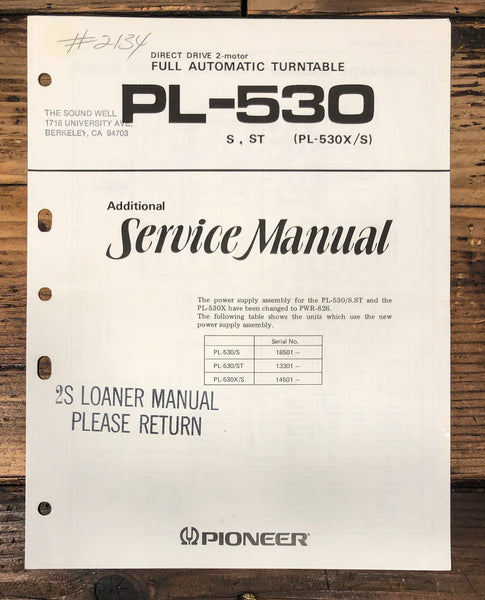 #2134
DIRECT DRIVE 2-motor
FULL AUTOMATIC TURNTABLE
PL-530
S, ST (PL-530X/S)
THE SOUND WELL
1718 UNIVERSITY AVE.
BERKELEY, CA 94703
Additional
Service Manual
The power supply assembly for the PL-530/S.ST and the
PL-530X have been changed to PWR-826.
The following table shows the units which use the new
power supply assembly.
Serial No.
PL-530/S 18501 –
PL-530/ST 13301 –
PL-530X/S 14501 –
2S LOANER MANUAL
PLEASE RETURN
PIONEER